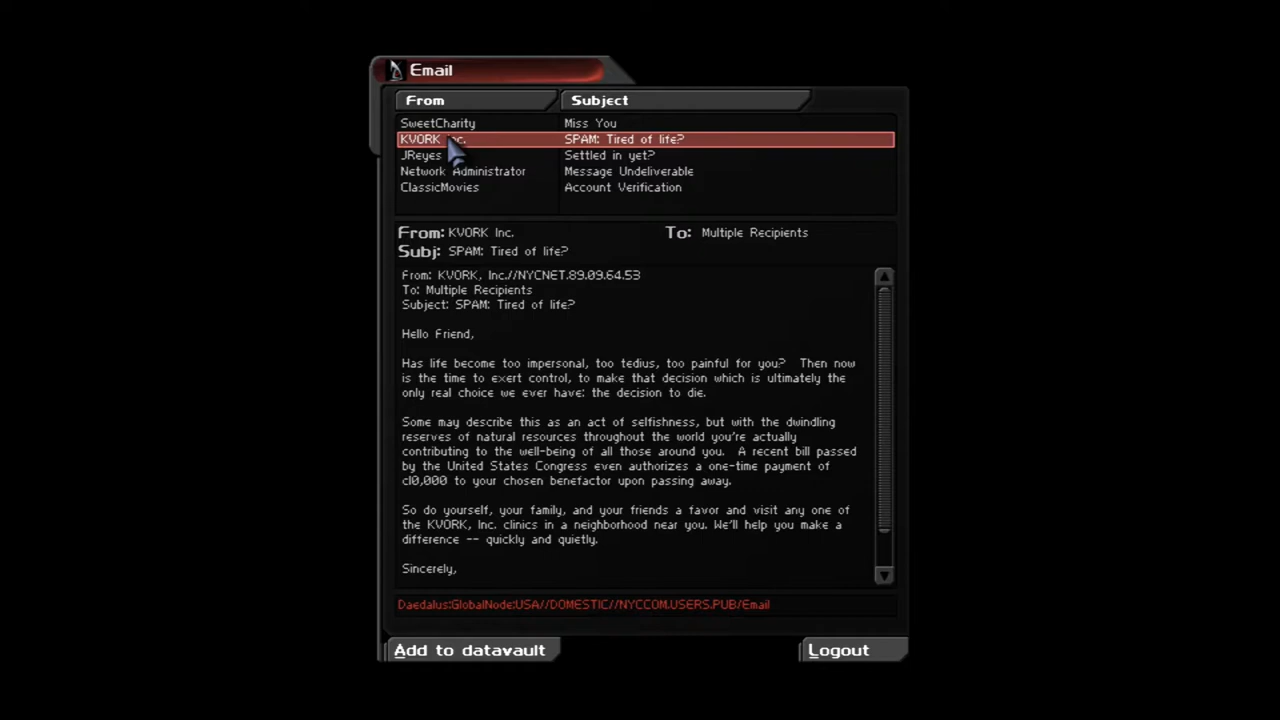 Email
From Subject
SweetCharity Miss You
KVORK Inc. SPAM: Tired of life?
JReyes Settled in yet?
Network Administrator Message Undeliverable
ClassicMovies Account Verification
From: KVORK Inc. To: Multiple Recipients
Subj: SPAM: Tired of life?
From: KVORK, Inc.//NYCNET.89.09.64.53
To: Multiple Recipients
Subject: SPAM: Tired of life?
Hello Friend,
Has life become too impersonal, too tedius, too painful for you? Then now
is the time to exert control, to make that decision which is ultimately the
only real choice we ever have: the decision to die.
Some may describe this as an act of selfishness, but with the dwindling
reserves of natural resources throughout the world you're actually
contributing to the well-being of all those around you. A recent bill passed
by the United States Congress even authorizes a one-time payment of
c10,000 to your chosen benefactor upon passing away.
So do yourself, your family, and your friends a favor and visit any one of
the KVORK, Inc. clinics in a neighborhood near you. We'll help you make a
difference -- quickly and quietly.
Sincerely,
Daedalus:GlobalNode:USA//DOMESTIC//NYCCOM.USERS.PUB/Email
Add to datavault Logout